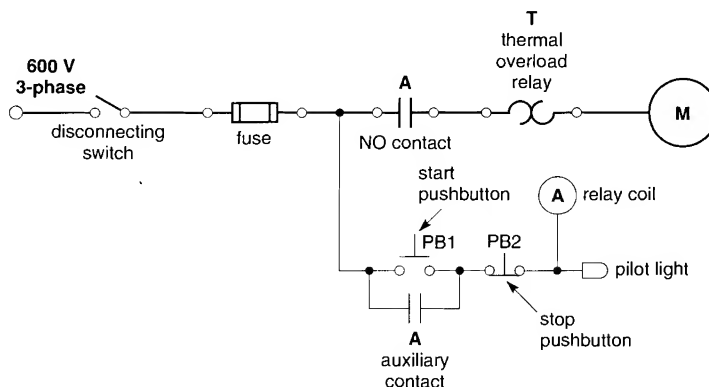 T
thermal
overload
relay
600 V
3-phase
A
M
disconnecting
switch
fuse
NO contact
start
pushbutton
A
relay coil
PB1
PB2
pilot light
A
auxiliary
contact
stop
pushbutton